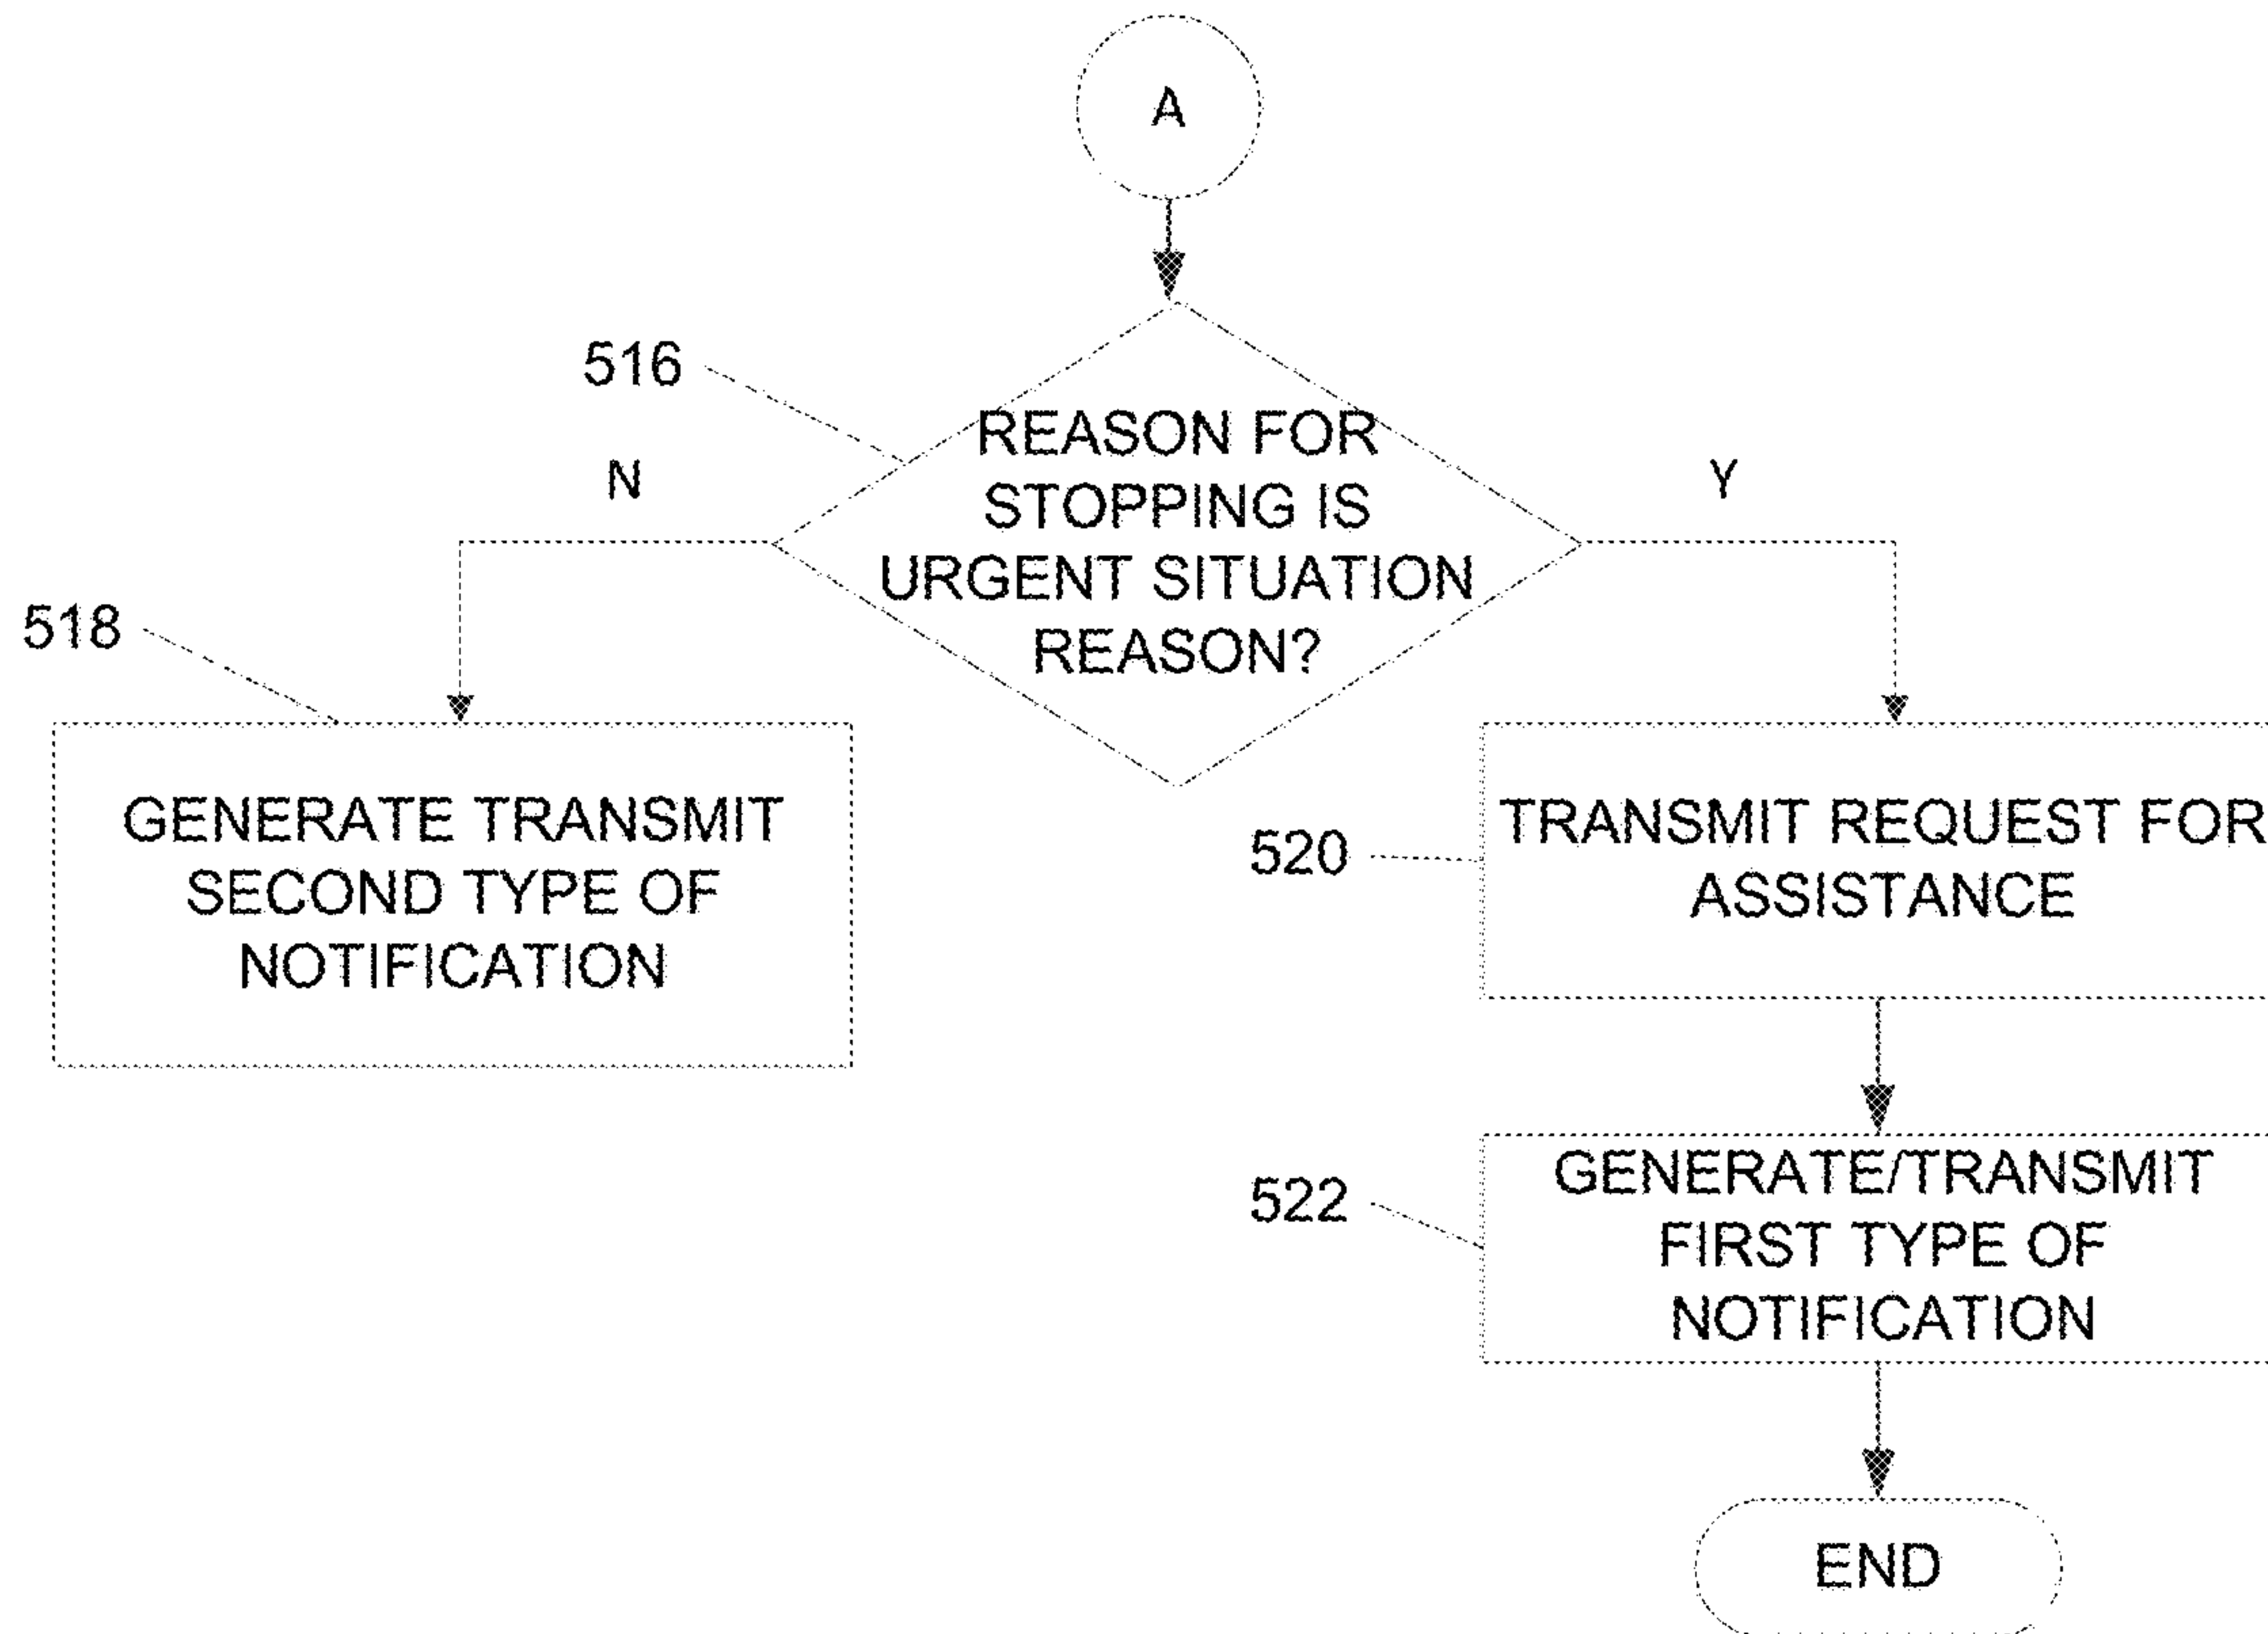 A
516
REASON FOR
STOPPING IS
URGENT SITUATION
REASON?
N
Y
518
GENERATE TRANSMIT
SECOND TYPE OF
NOTIFICATION
520
TRANSMIT REQUEST FOR
ASSISTANCE
522
GENERATE/TRANSMIT
FIRST TYPE OF
NOTIFICATION
END